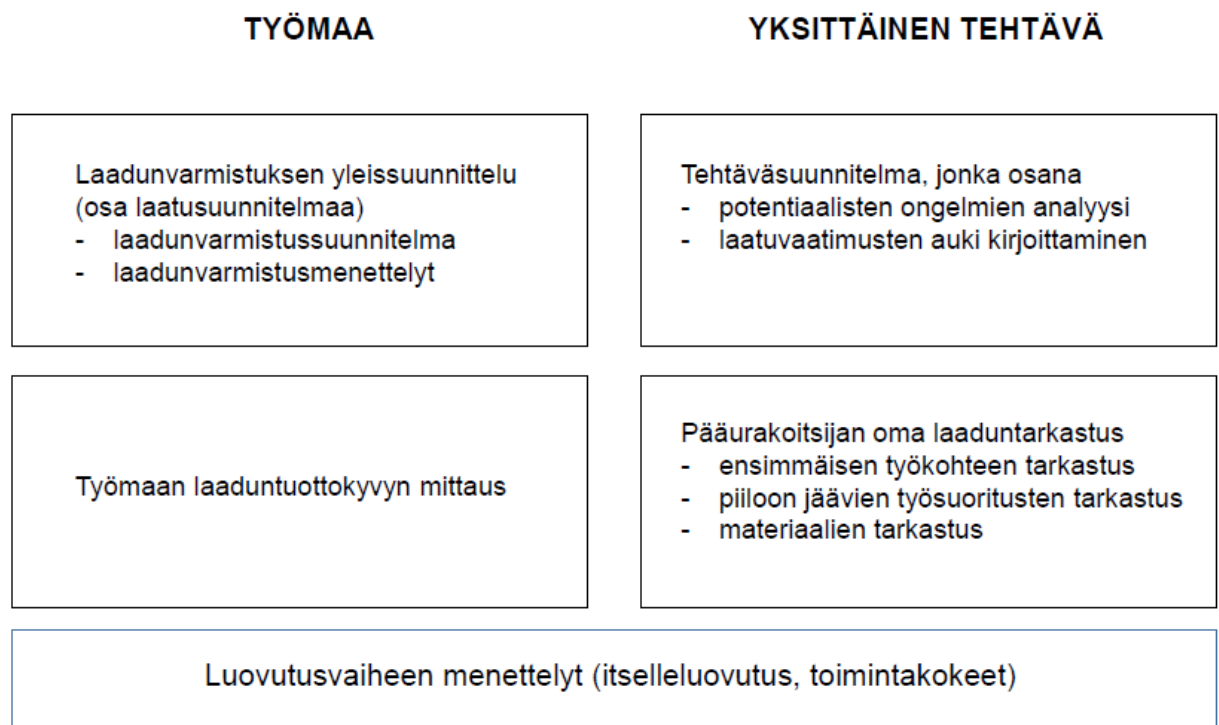 TYÖMAA
YKSITTÄINEN TEHTÄVÄ
Laadunvarmistuksen yleissuunnittelu
(osa laatusuunnitelmaa)
- laadunvarmistussuunnitelma
- laadunvarmistusmenettelyt
Tehtäväsuunnitelma, jonka osana
- potentiaalisten ongelmien analyysi
- laatuvaatimusten auki kirjoittaminen
Työmaan laaduntuottokyvyn mittaus
Pääurakoitsijan oma laaduntarkastus
- ensimmäisen työkohteen tarkastus
- piiloon jäävien työsuoritusten tarkastus
- materiaalien tarkastus
Luovutusvaiheen menettelyt (itselleluovutus, toimintakokeet)